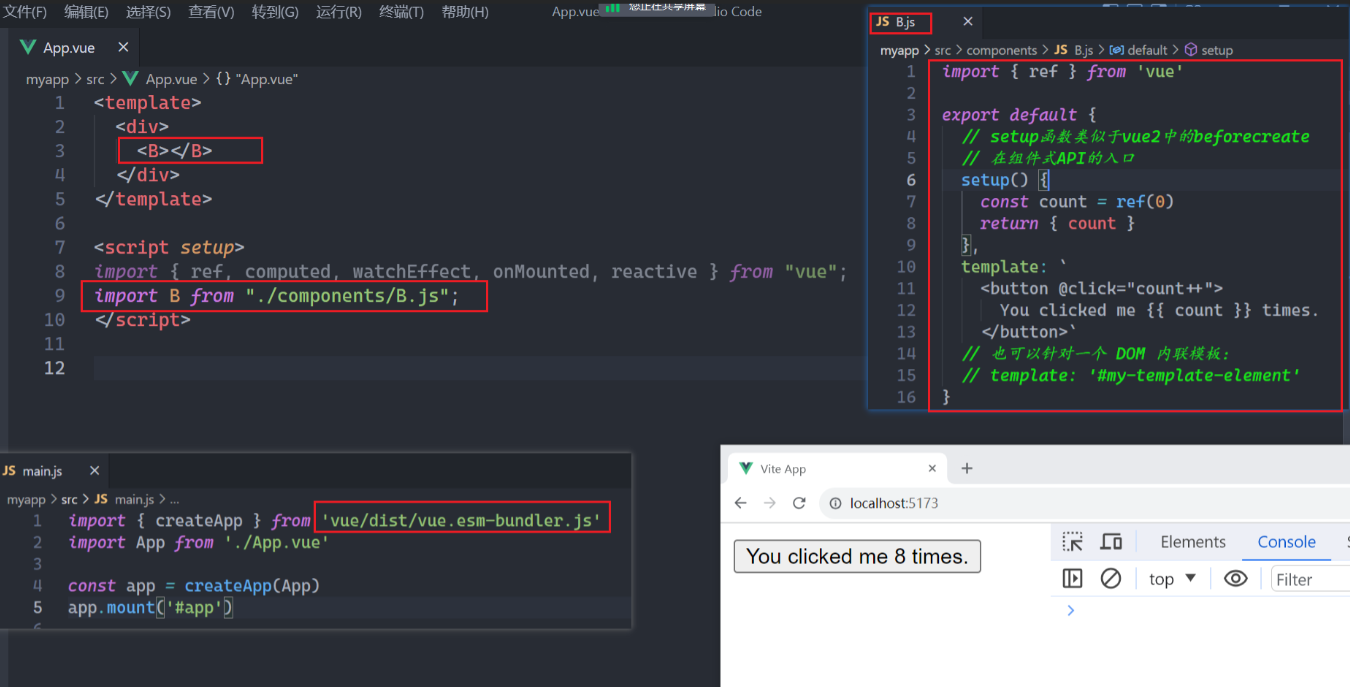 文件(F) 编辑(E) 选择(S) 查看(V) 转到(G) 运行(R) 终端(T) 帮助(H) App.vue 您正在共享屏幕 io Code
App.vue ×
myapp > src > App.vue > {} "App.vue"
1 <template>
2 <div>
3 <B></B>
4 </div>
5 </template>
6
7 <script setup>
8 import { ref, computed, watchEffect, onMounted, reactive } from "vue";
9 import B from "./components/B.js";
10 </script>
11
12
JS B.js ×
myapp > src > components > JS B.js > default > setup
1 import { ref } from 'vue'
2
3 export default {
4 // setup函数类似于vue2中的beforecreate
5 // 在组件式API的入口
6 setup() {
7 const count = ref(0)
8 return { count }
9 },
10 template: `
11 <button @click="count++">
12 You clicked me {{ count }} times.
13 </button>`
14 // 也可以针对一个 DOM 内联模板:
15 // template: '#my-template-element'
16 }
JS main.js ×
myapp > src > JS main.js > ...
1 import { createApp } from 'vue/dist/vue.esm-bundler.js'
2 import App from './App.vue'
3
4 const app = createApp(App)
5 app.mount('#app')
6
Vite App × +
localhost:5173
You clicked me 8 times.
Elements Console
top Filter